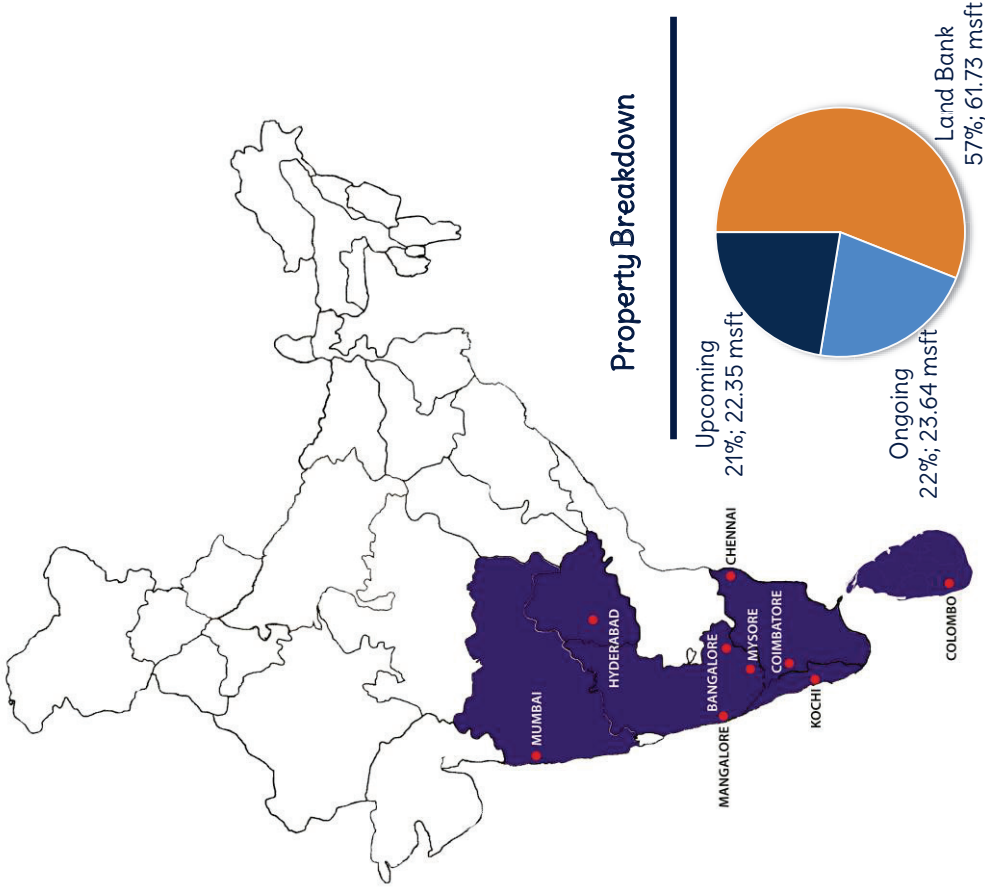 MUMBAI
HYDERABAD
BANGALORE
MANGALORE
MYSORE
COIMBATORE
KOCHI
CHENNAI
COLOMBO
Property Breakdown
Upcoming
21%; 22.35 msft
Ongoing
22%; 23.64 msft
Land Bank
57%; 61.73 msft